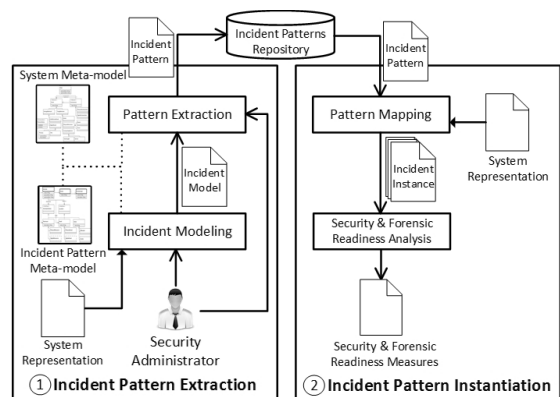 Incident
Pattern
Incident Patterns
Repository
Incident
Pattern
System Meta-model
Pattern Extraction
Incident
Model
Incident Modeling
Incident Pattern
Meta-model
System
Representation
Security
Administrator
1 Incident Pattern Extraction
Pattern Mapping
System
Representation
Incident
Instance
Security & Forensic
Readiness Analysis
Security & Forensic
Readiness Measures
2 Incident Pattern Instantiation